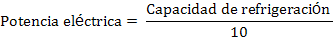 Potencia eléctrica = Capacidad de refrigeración / 10